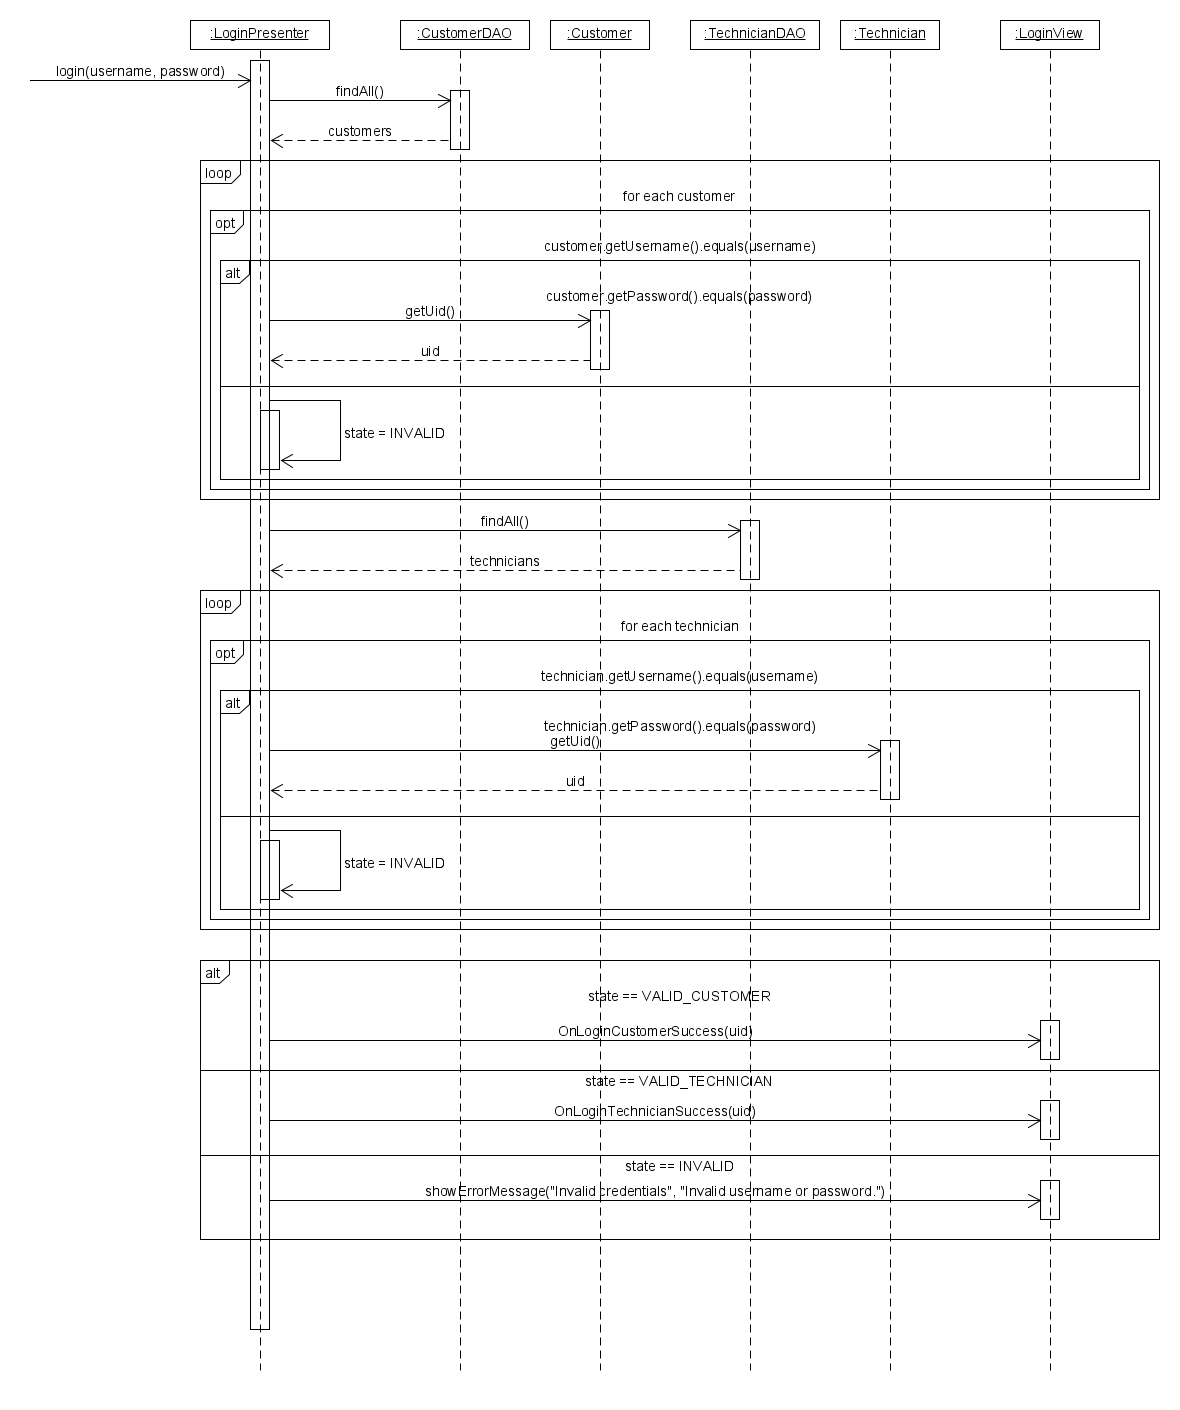 :LoginPresenter :CustomerDAO :Customer :TechnicianDAO :Technician :LoginView
login(username, password)
findAll()
customers
loop
for each customer
opt
customer.getUsername().equals(username)
alt
customer.getPassword().equals(password)
getUid()
uid
state = INVALID
findAll()
technicians
loop
for each technician
opt
technician.getUsername().equals(username)
alt
technician.getPassword().equals(password)
getUid()
uid
state = INVALID
alt
state == VALID_CUSTOMER
OnLoginCustomerSuccess(uid)
state == VALID_TECHNICIAN
OnLoginTechnicianSuccess(uid)
state == INVALID
showErrorMessage("Invalid credentials", "Invalid username or password.")